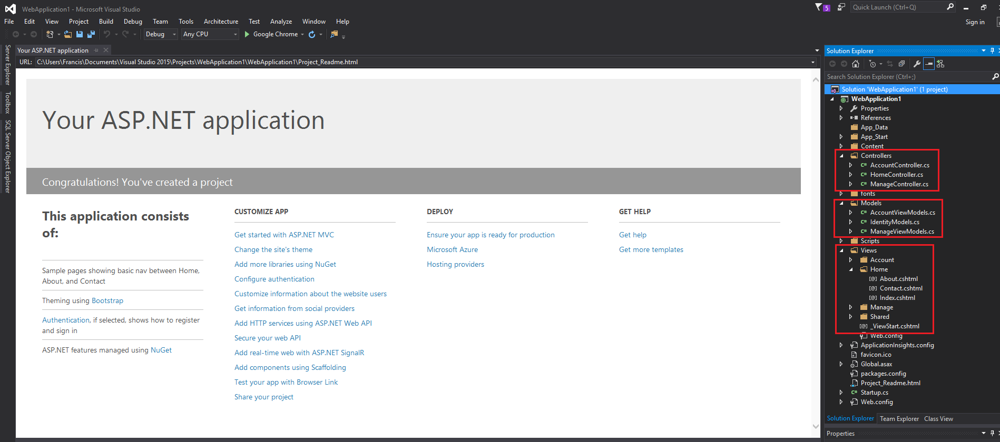 WebApplication1 - Microsoft Visual Studio
5
Quick Launch (Ctrl+Q)
File Edit View Project Build Debug Team Tools Architecture Test Analyze Window Help
Sign in
Debug Any CPU Google Chrome
Server Explorer
Toolbox
SQL Server Object Explorer
Your ASP.NET application
URL: C:\Users\Francis\Documents\Visual Studio 2015\Projects\WebApplication1\WebApplication1\Project_Readme.html
Your ASP.NET application
Congratulations! You've created a project
This application consists
of:
Sample pages showing basic nav between Home,
About, and Contact
Theming using Bootstrap
Authentication, if selected, shows how to register
and sign in
ASP.NET features managed using NuGet
CUSTOMIZE APP
Get started with ASP.NET MVC
Change the site's theme
Add more libraries using NuGet
Configure authentication
Customize information about the website users
Get information from social providers
Add HTTP services using ASP.NET Web API
Secure your web API
Add real-time web with ASP.NET SignalR
Add components using Scaffolding
Test your app with Browser Link
Share your project
DEPLOY
Ensure your app is ready for production
Microsoft Azure
Hosting providers
GET HELP
Get help
Get more templates
Solution Explorer
Search Solution Explorer (Ctrl+;)
Solution 'WebApplication1' (1 project)
WebApplication1
Properties
References
App_Data
App_Start
Content
Controllers
C# AccountController.cs
C# HomeController.cs
C# ManageController.cs
fonts
Models
C# AccountViewModels.cs
C# IdentityModels.cs
C# ManageViewModels.cs
Scripts
Views
Account
Home
[@] About.cshtml
[@] Contact.cshtml
[@] Index.cshtml
Manage
Shared
[@] _ViewStart.cshtml
Web.config
ApplicationInsights.config
favicon.ico
Global.asax
packages.config
Project_Readme.html
C# Startup.cs
Web.config
Solution Explorer Team Explorer Class View
Properties